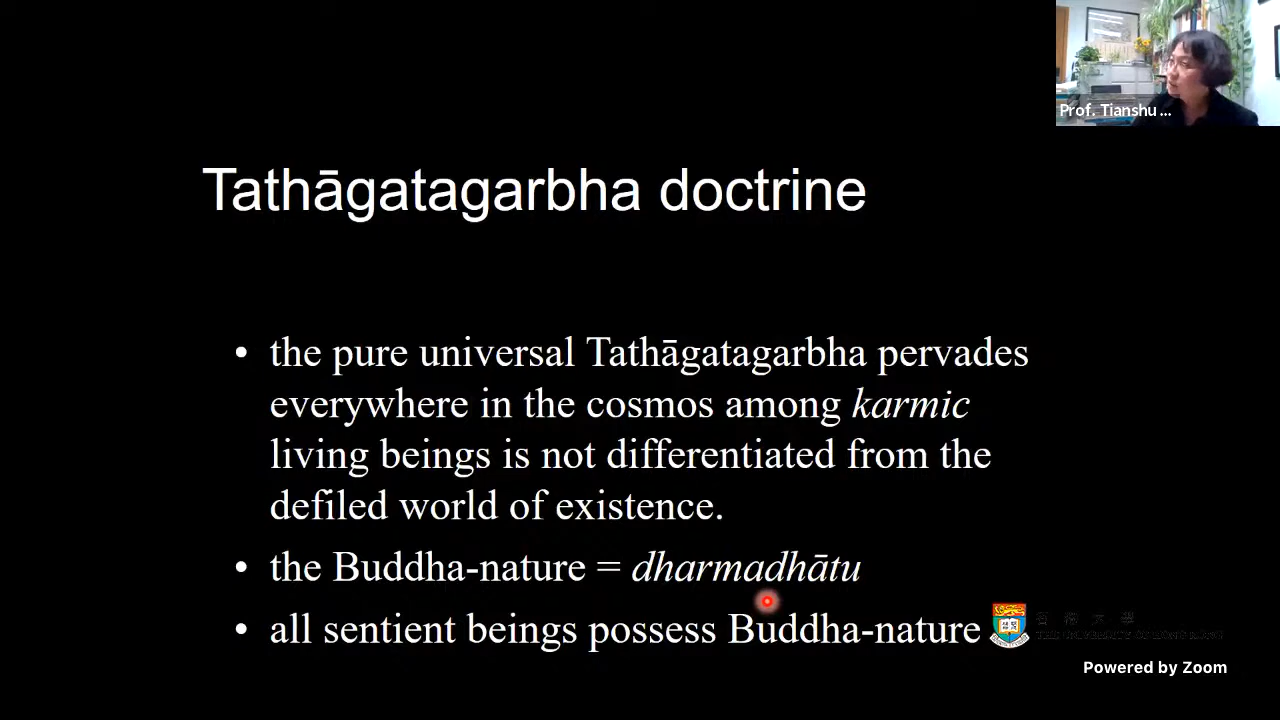 Prof. Tianshu ...
Tathāgatagarbha doctrine
• the pure universal Tathāgatagarbha pervades
everywhere in the cosmos among karmic
living beings is not differentiated from the
defiled world of existence.
• the Buddha-nature = dharmadhātu
• all sentient beings possess Buddha-nature
Powered by Zoom